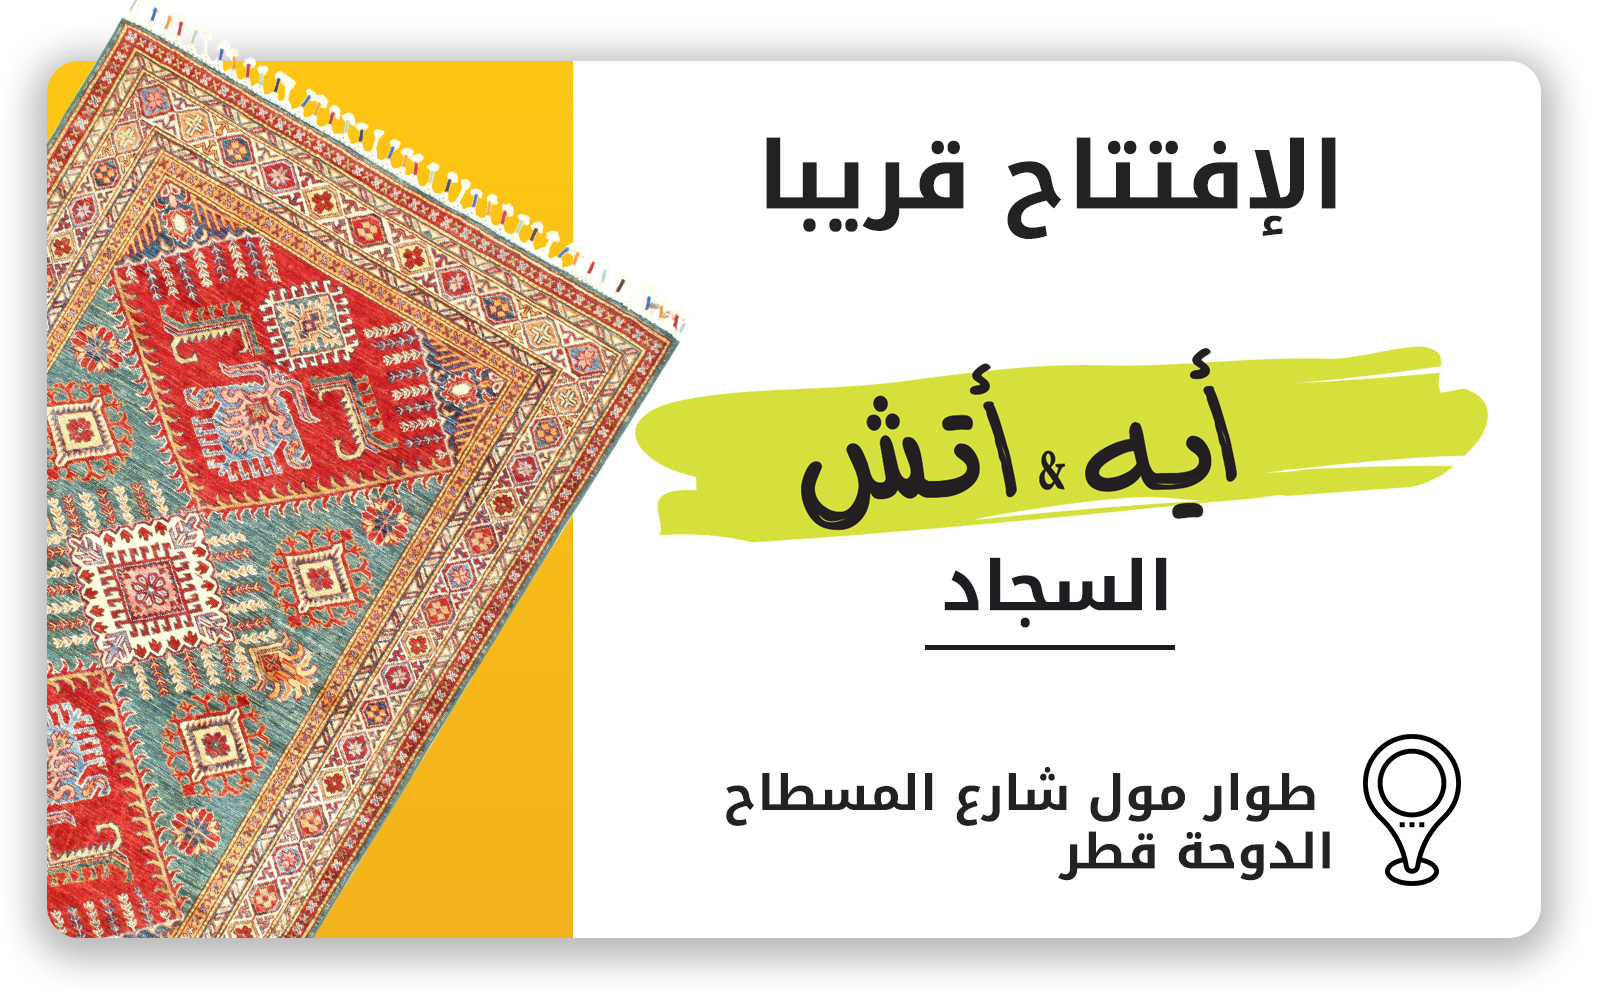 الإفتتاح قريبا
أيه & أتش
السجاد
طوار مول شارع المسطاح
الدوحة قطر